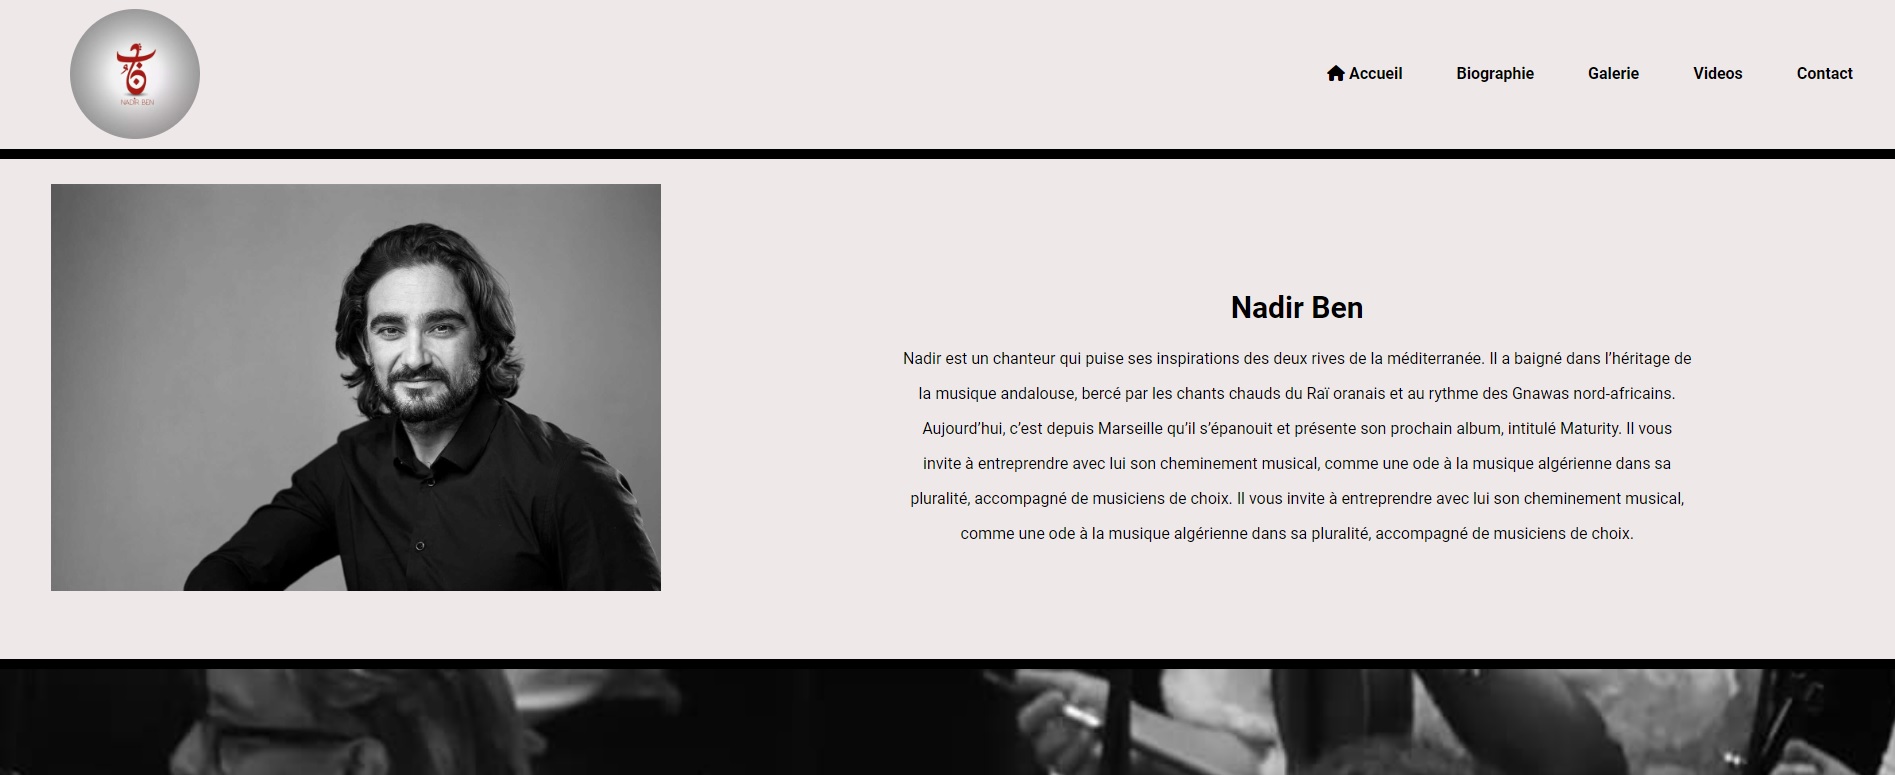 NADIR BEN
Accueil
Biographie
Galerie
Videos
Contact
Nadir Ben
Nadir est un chanteur qui puise ses inspirations des deux rives de la méditerranée. Il a baigné dans l’héritage de
la musique andalouse, bercé par les chants chauds du Raï oranais et au rythme des Gnawas nord-africains.
Aujourd’hui, c’est depuis Marseille qu’il s’épanouit et présente son prochain album, intitulé Maturity. Il vous
invite à entreprendre avec lui son cheminement musical, comme une ode à la musique algérienne dans sa
pluralité, accompagné de musiciens de choix. Il vous invite à entreprendre avec lui son cheminement musical,
comme une ode à la musique algérienne dans sa pluralité, accompagné de musiciens de choix.